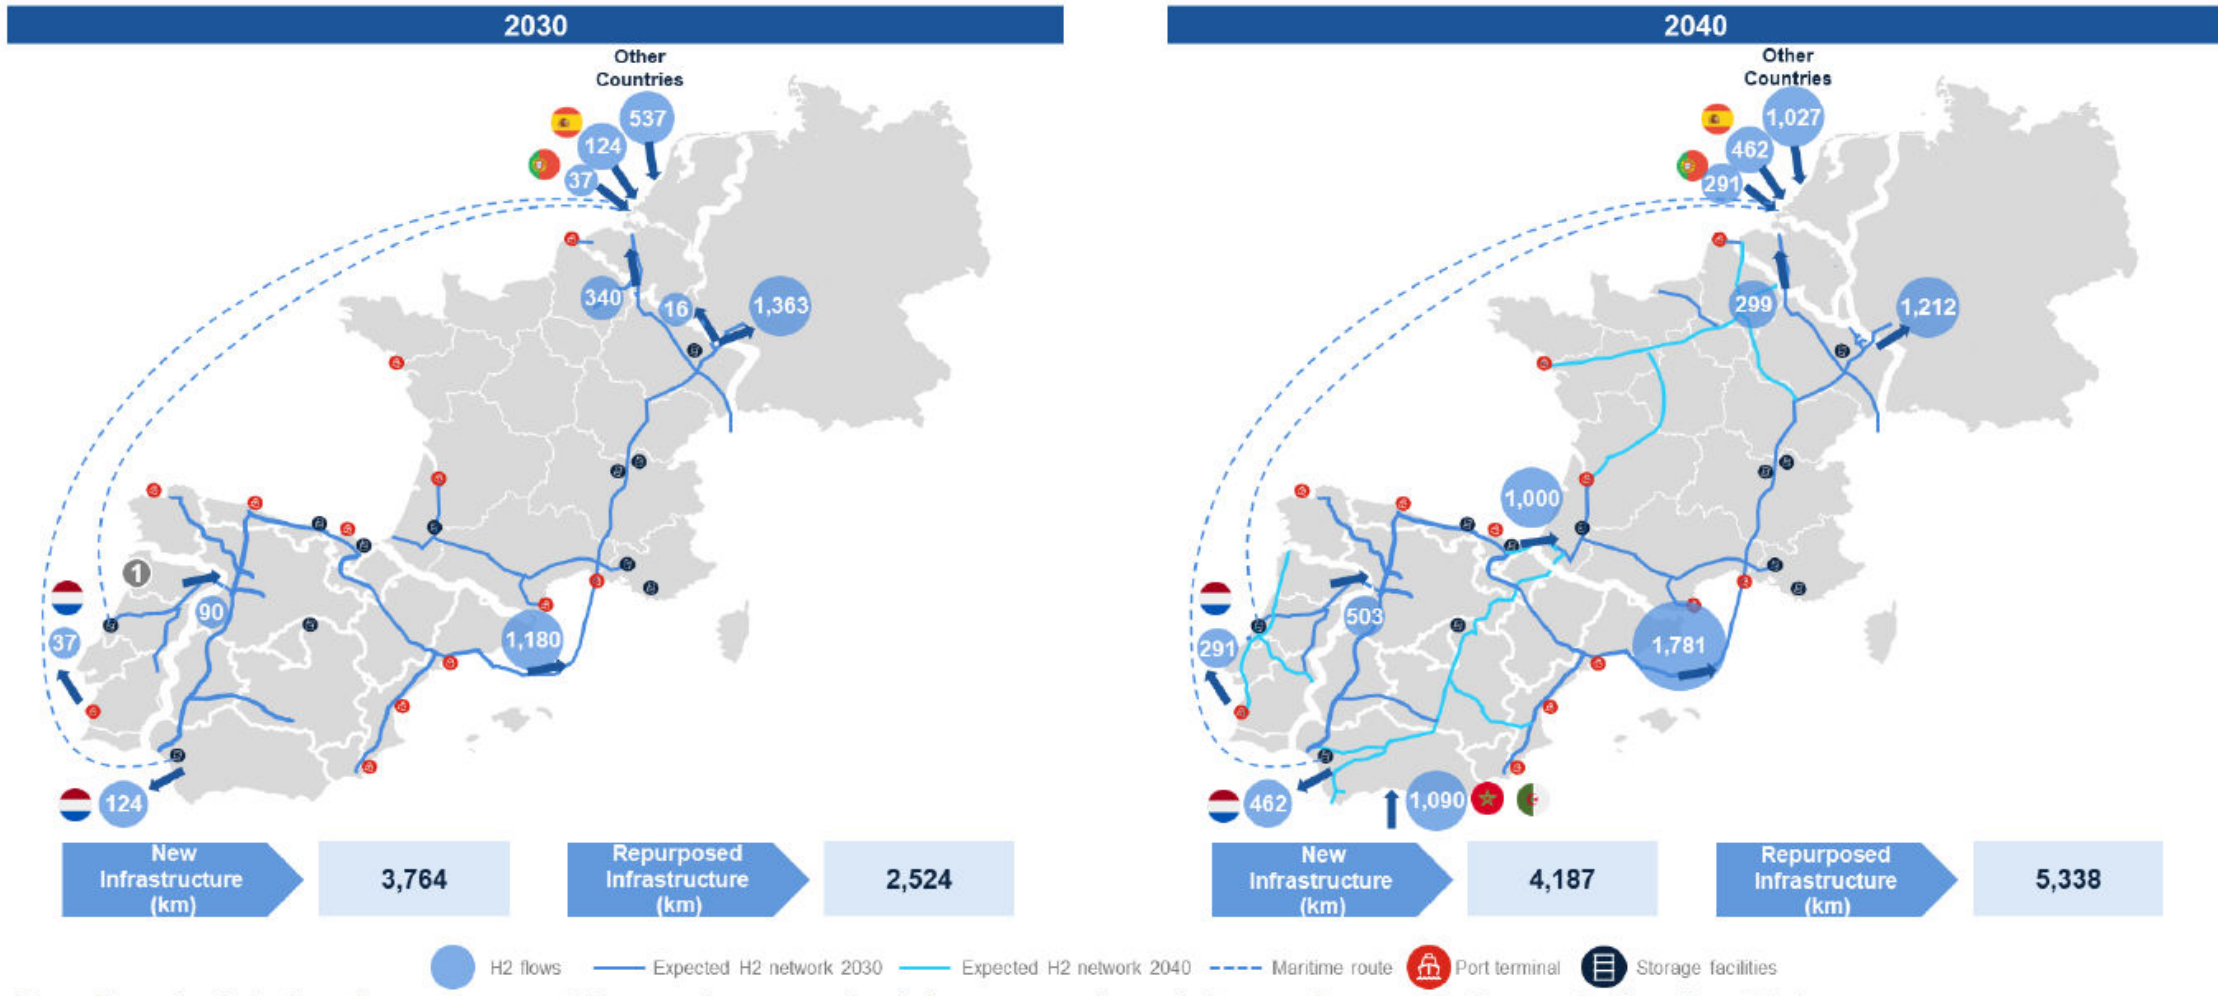 2030
Other
Countries
537
124
37
340
16
1,363
1
90
37
1,180
124
New
Infrastructure
(km)
3,764
Repurposed
Infrastructure
(km)
2,524
2040
Other
Countries
1,027
462
291
299
1,212
1,000
503
291
1,781
462
1,090
New
Infrastructure
(km)
4,187
Repurposed
Infrastructure
(km)
5,338
H2 flows
Expected H2 network 2030
Expected H2 network 2040
Maritime route
Port terminal
Storage facilities